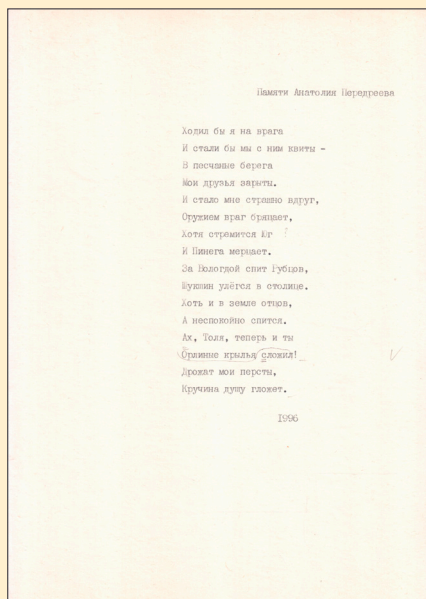 Памяти Анатолия Передреева
Ходил бы я на врага
И стали бы мы с ним квиты -
В песчаные берега
Мои друзья зарыты.
И стало мне страшно вдруг,
Оружием враг бряцает,
Хотя стремится Юг ?
И Пинега мерцает.
За Вологдой спит Рубцов,
Шукшин улёгся в столице.
Хоть и в земле отцов,
А неспокойно спится.
Ах, Толя, теперь и ты
Орлиные крылья сложил!
Дрожат мои персты,
Кручина душу гложет.
1996